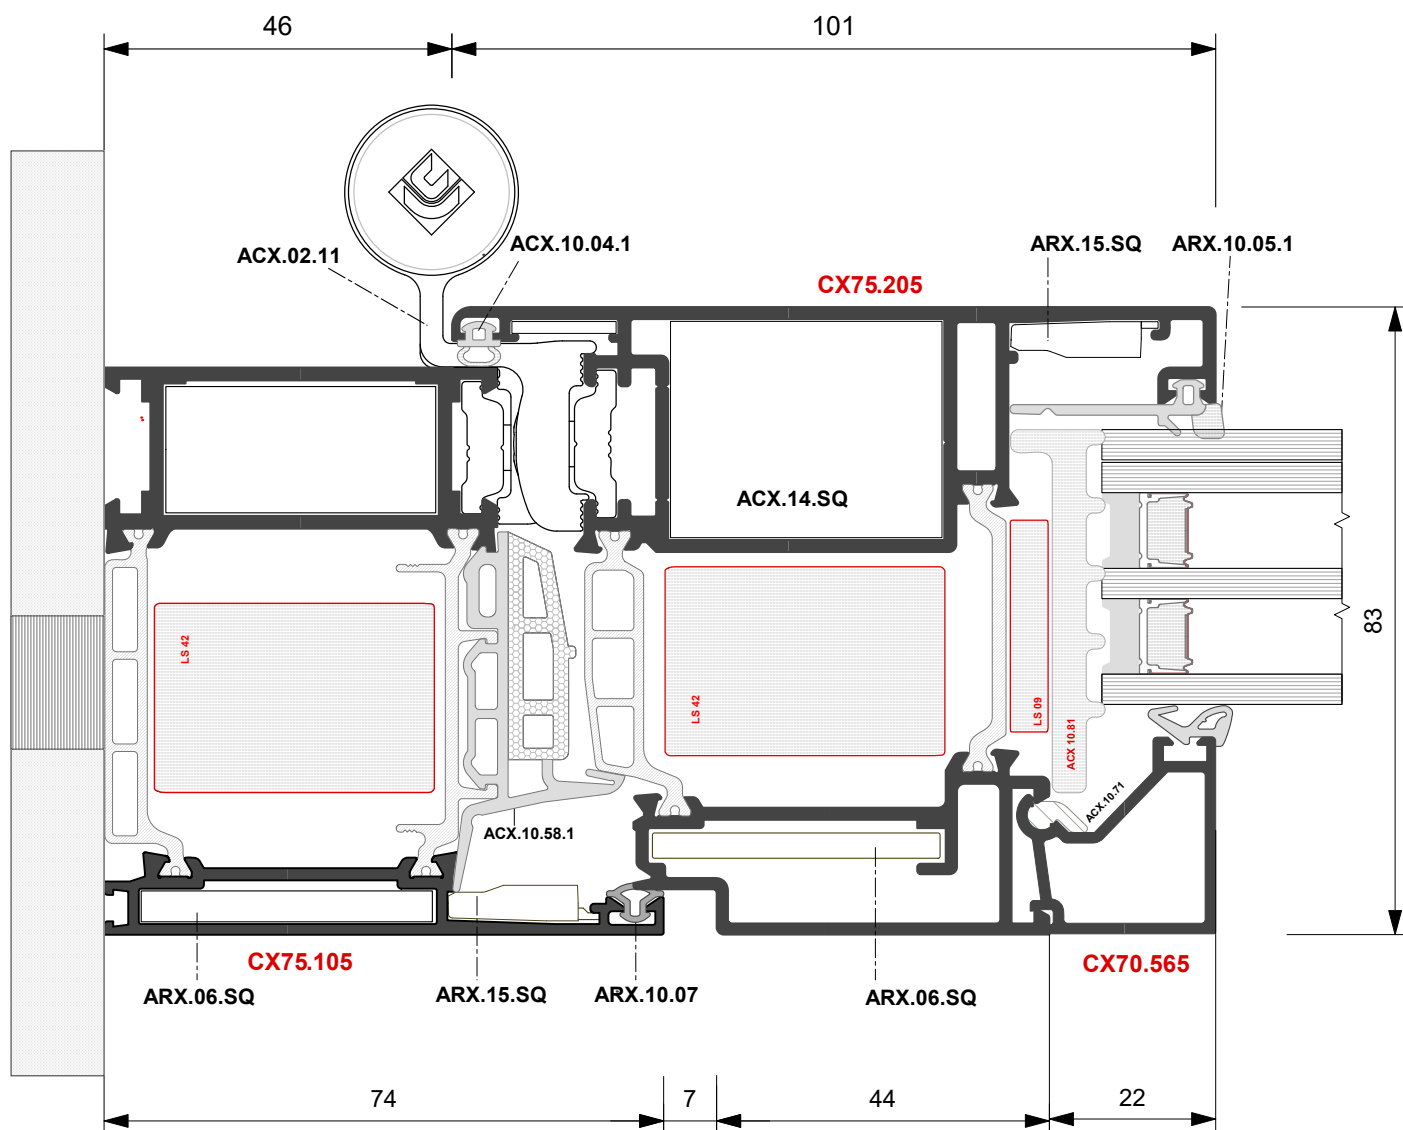 46
101
ACX.02.11
ACX.10.04.1
ARX.15.SQ
ARX.10.05.1
CX75.205
ACX.14.SQ
83
LS 42
LS 42
LS 09
ACX 10.81
ACX.10.71
ACX.10.58.1
CX75.105
CX70.565
ARX.06.SQ
ARX.15.SQ
ARX.10.07
ARX.06.SQ
74
7
44
22